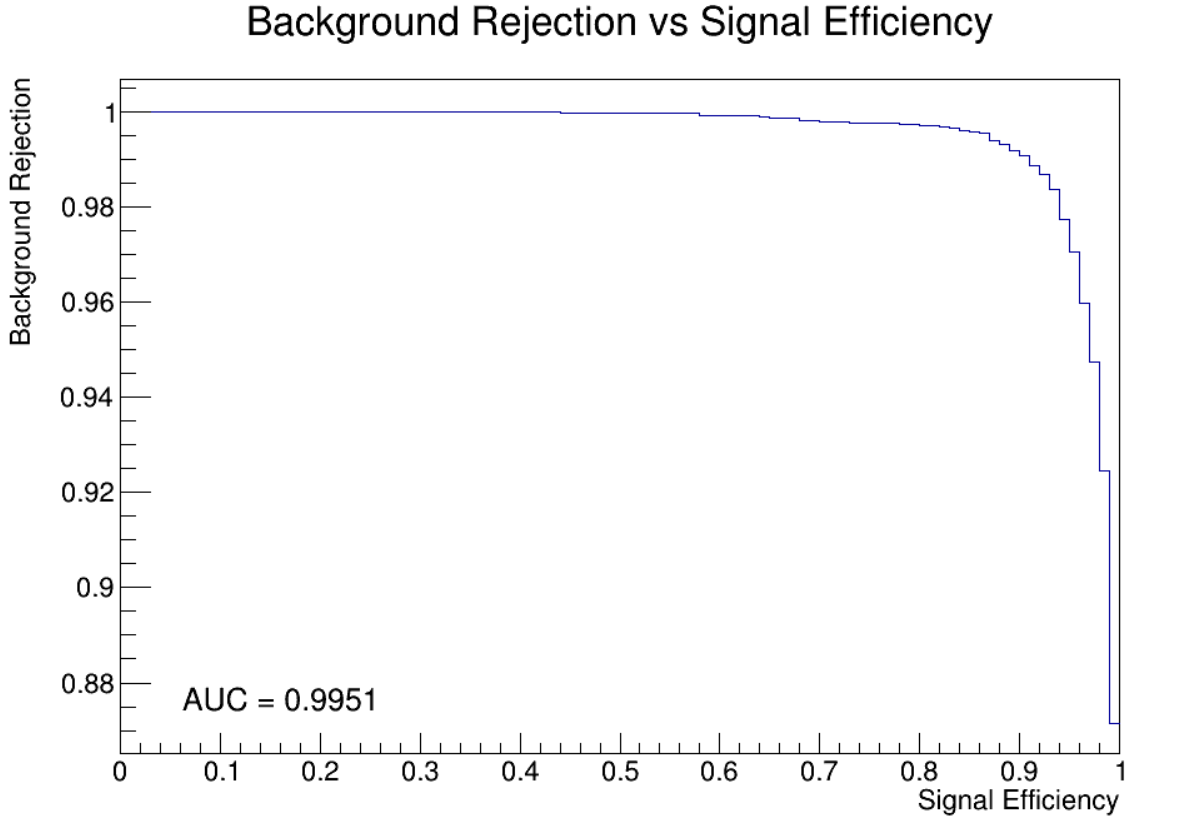 Background Rejection vs Signal Efficiency
Background Rejection
1
0.98
0.96
0.94
0.92
0.9
0.88
AUC = 0.9951
0 0.1 0.2 0.3 0.4 0.5 0.6 0.7 0.8 0.9 1
Signal Efficiency